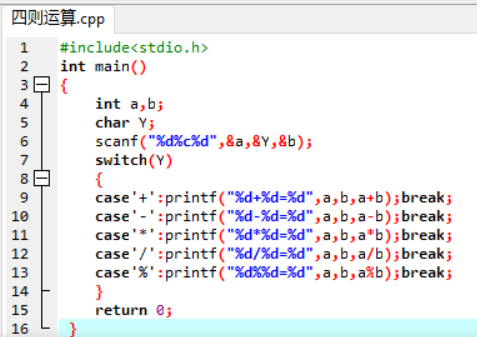 四则运算.cpp
1 #include<stdio.h>
2 int main()
3 {
4 int a,b;
5 char Y;
6 scanf("%d%c%d",&a,&Y,&b);
7 switch(Y)
8 {
9 case'+':printf("%d+%d=%d",a,b,a+b);break;
10 case'-':printf("%d-%d=%d",a,b,a-b);break;
11 case'*':printf("%d*%d=%d",a,b,a*b);break;
12 case'/':printf("%d/%d=%d",a,b,a/b);break;
13 case'%':printf("%d%%d=%d",a,b,a%b);break;
14 }
15 return 0;
16 }